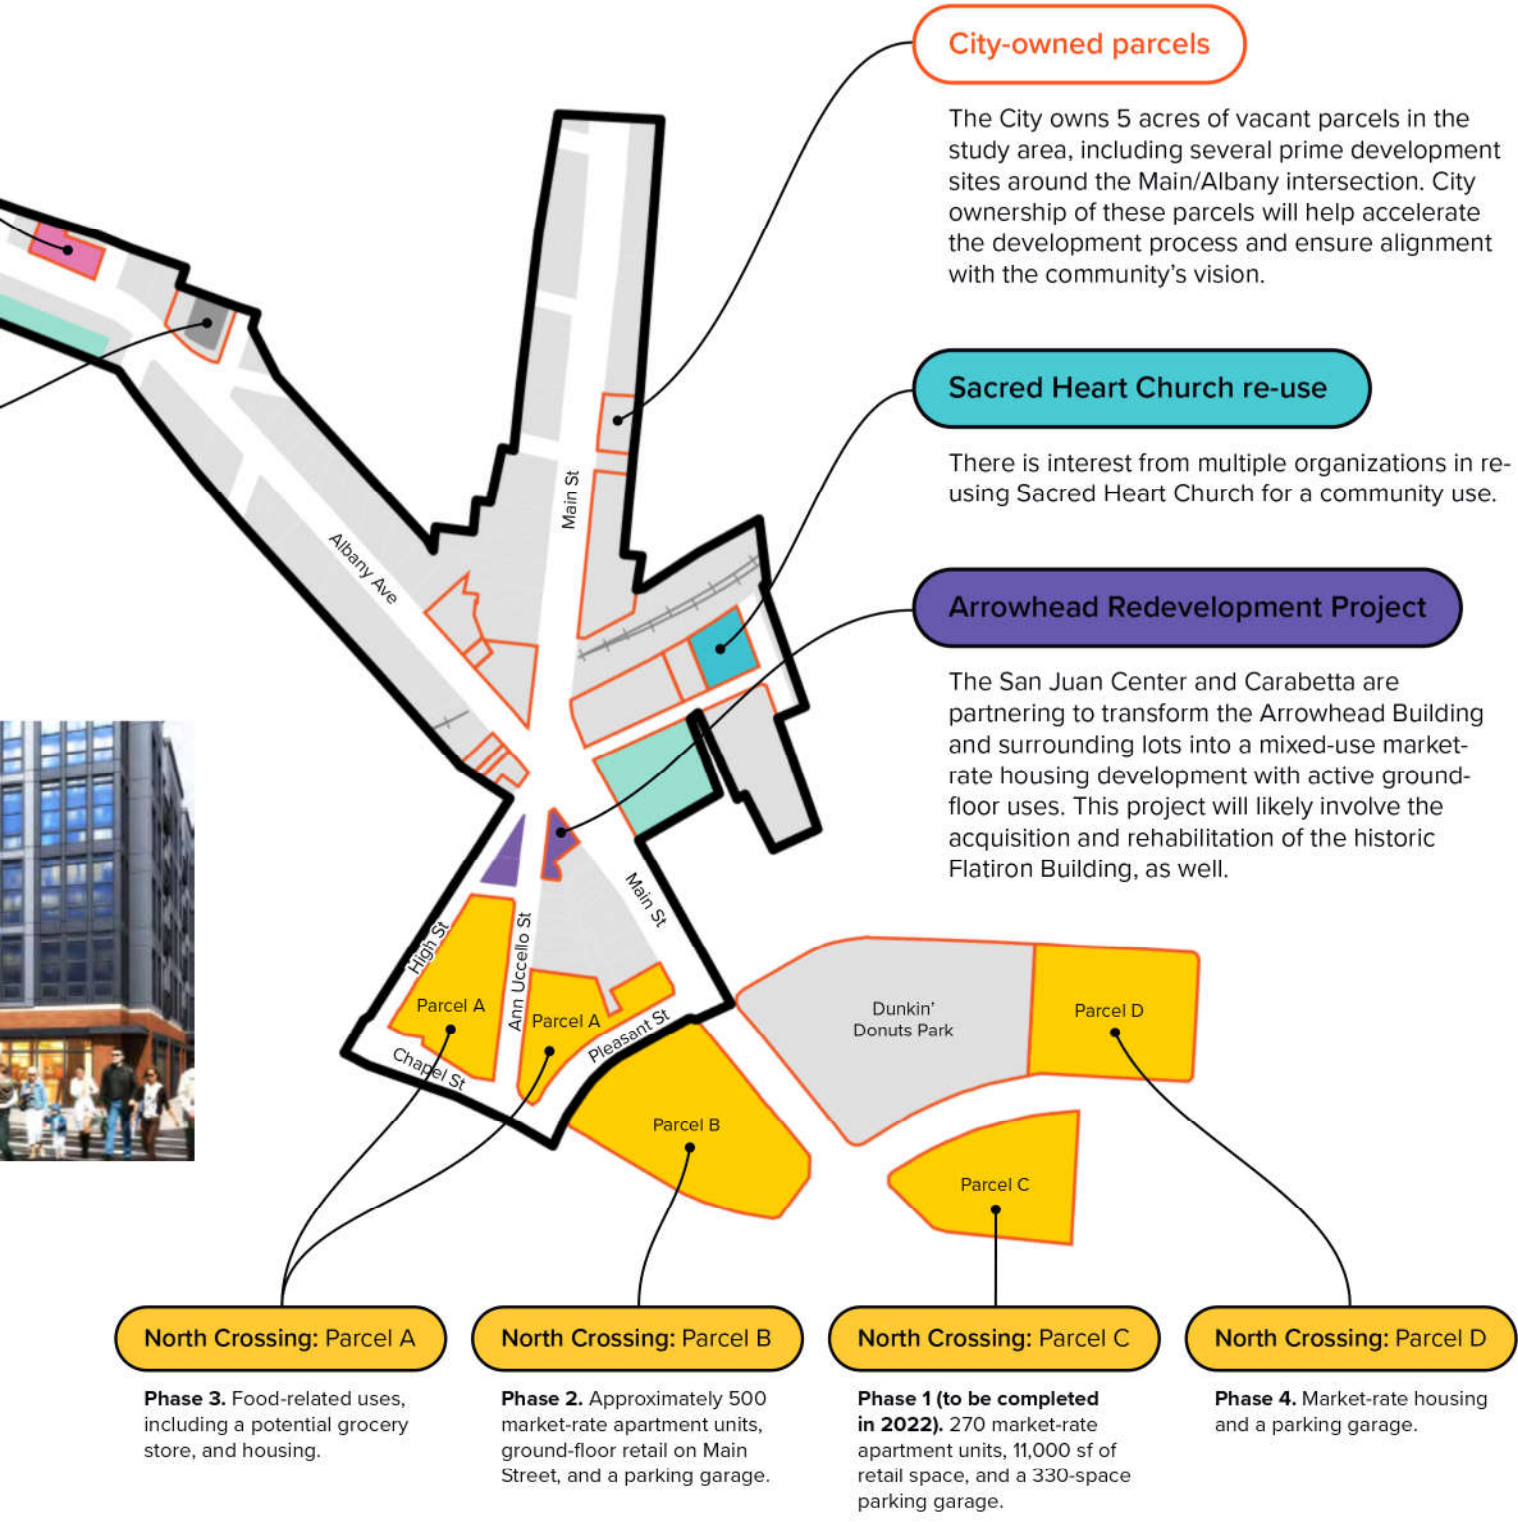 City-owned parcels
The City owns 5 acres of vacant parcels in the
study area, including several prime development
sites around the Main/Albany intersection. City
ownership of these parcels will help accelerate
the development process and ensure alignment
with the community’s vision.
Sacred Heart Church re-use
There is interest from multiple organizations in re-
using Sacred Heart Church for a community use.
Arrowhead Redevelopment Project
The San Juan Center and Carabetta are
partnering to transform the Arrowhead Building
and surrounding lots into a mixed-use market-
rate housing development with active ground-
floor uses. This project will likely involve the
acquisition and rehabilitation of the historic
Flatiron Building, as well.
Main St
Albany Ave
Main St
High St
Ann Uccello St
Parcel A
Parcel A
Pleasant St
Chapel St
Dunkin’
Donuts Park
Parcel D
Parcel B
Parcel C
North Crossing: Parcel A
Phase 3. Food-related uses,
including a potential grocery
store, and housing.
North Crossing: Parcel B
Phase 2. Approximately 500
market-rate apartment units,
ground-floor retail on Main
Street, and a parking garage.
North Crossing: Parcel C
Phase 1 (to be completed
in 2022). 270 market-rate
apartment units, 11,000 sf of
retail space, and a 330-space
parking garage.
North Crossing: Parcel D
Phase 4. Market-rate housing
and a parking garage.